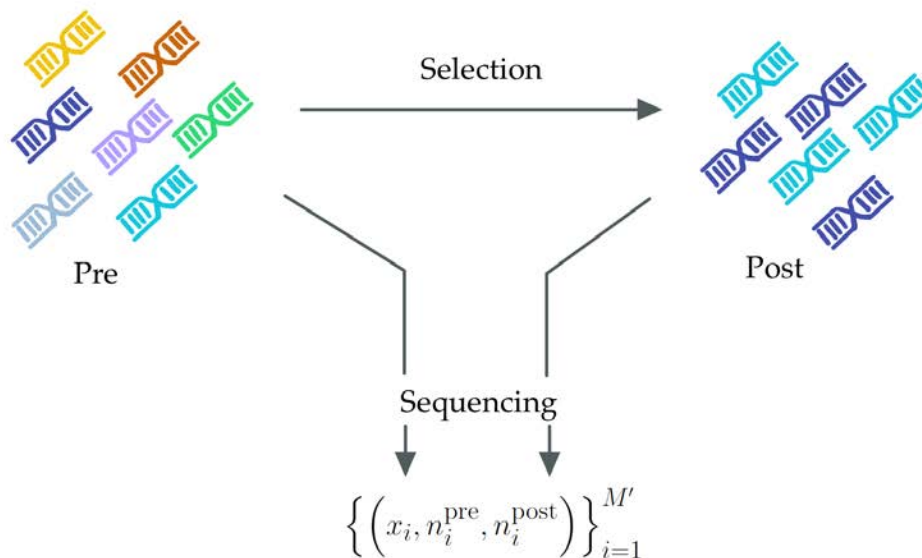 Selection
Pre
Post
Sequencing
{(x_i, n_i^pre, n_i^post)}_{i=1}^{M'}